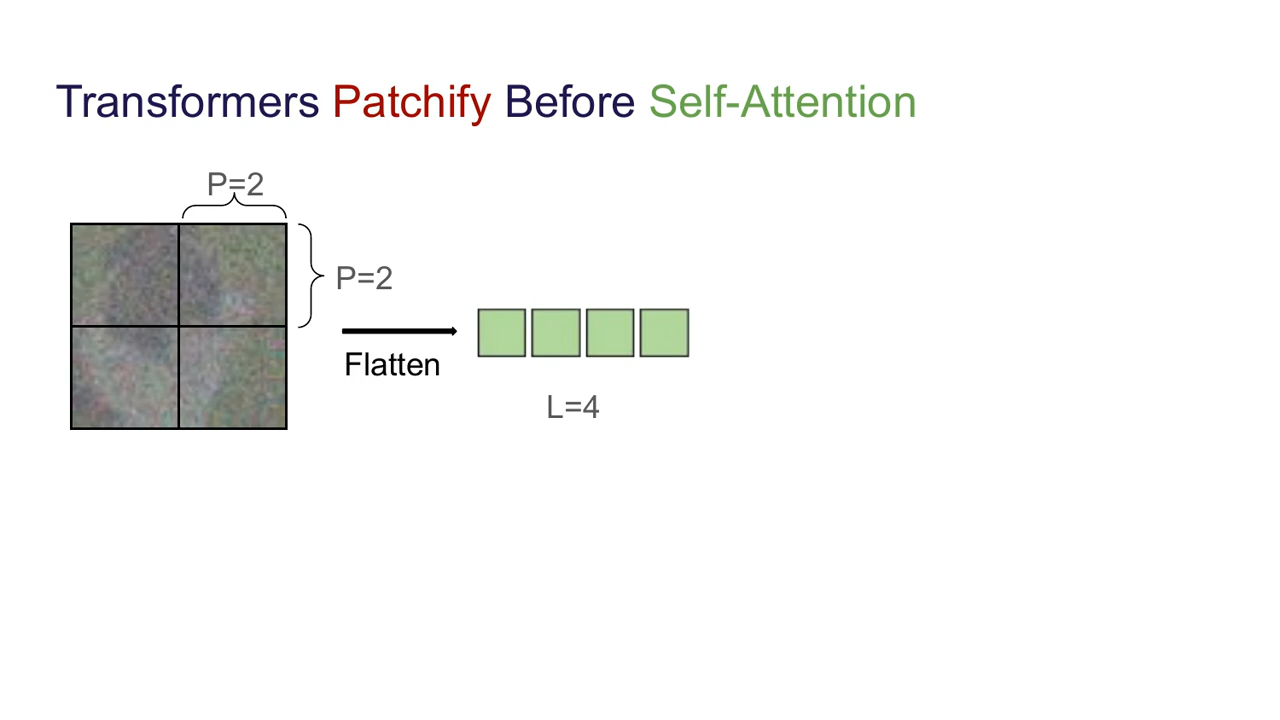 Transformers Patchify Before Self-Attention
P=2
P=2
Flatten
L=4